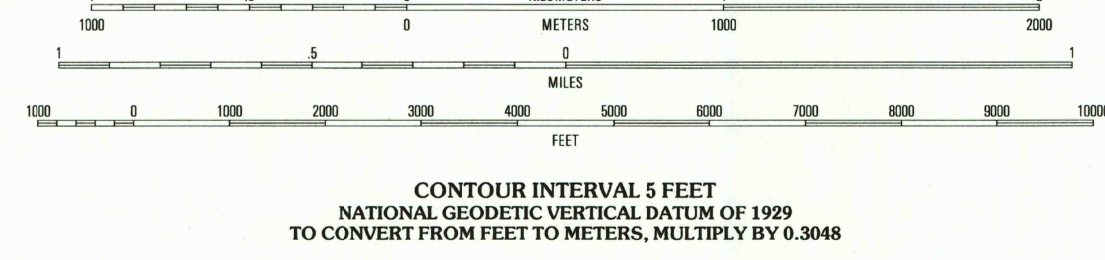 1000 0 METERS 1000 2000
1 .5 0 1
MILES
1000 0 1000 2000 3000 4000 5000 6000 7000 8000 9000 10000
FEET
CONTOUR INTERVAL 5 FEET
NATIONAL GEODETIC VERTICAL DATUM OF 1929
TO CONVERT FROM FEET TO METERS, MULTIPLY BY 0.3048